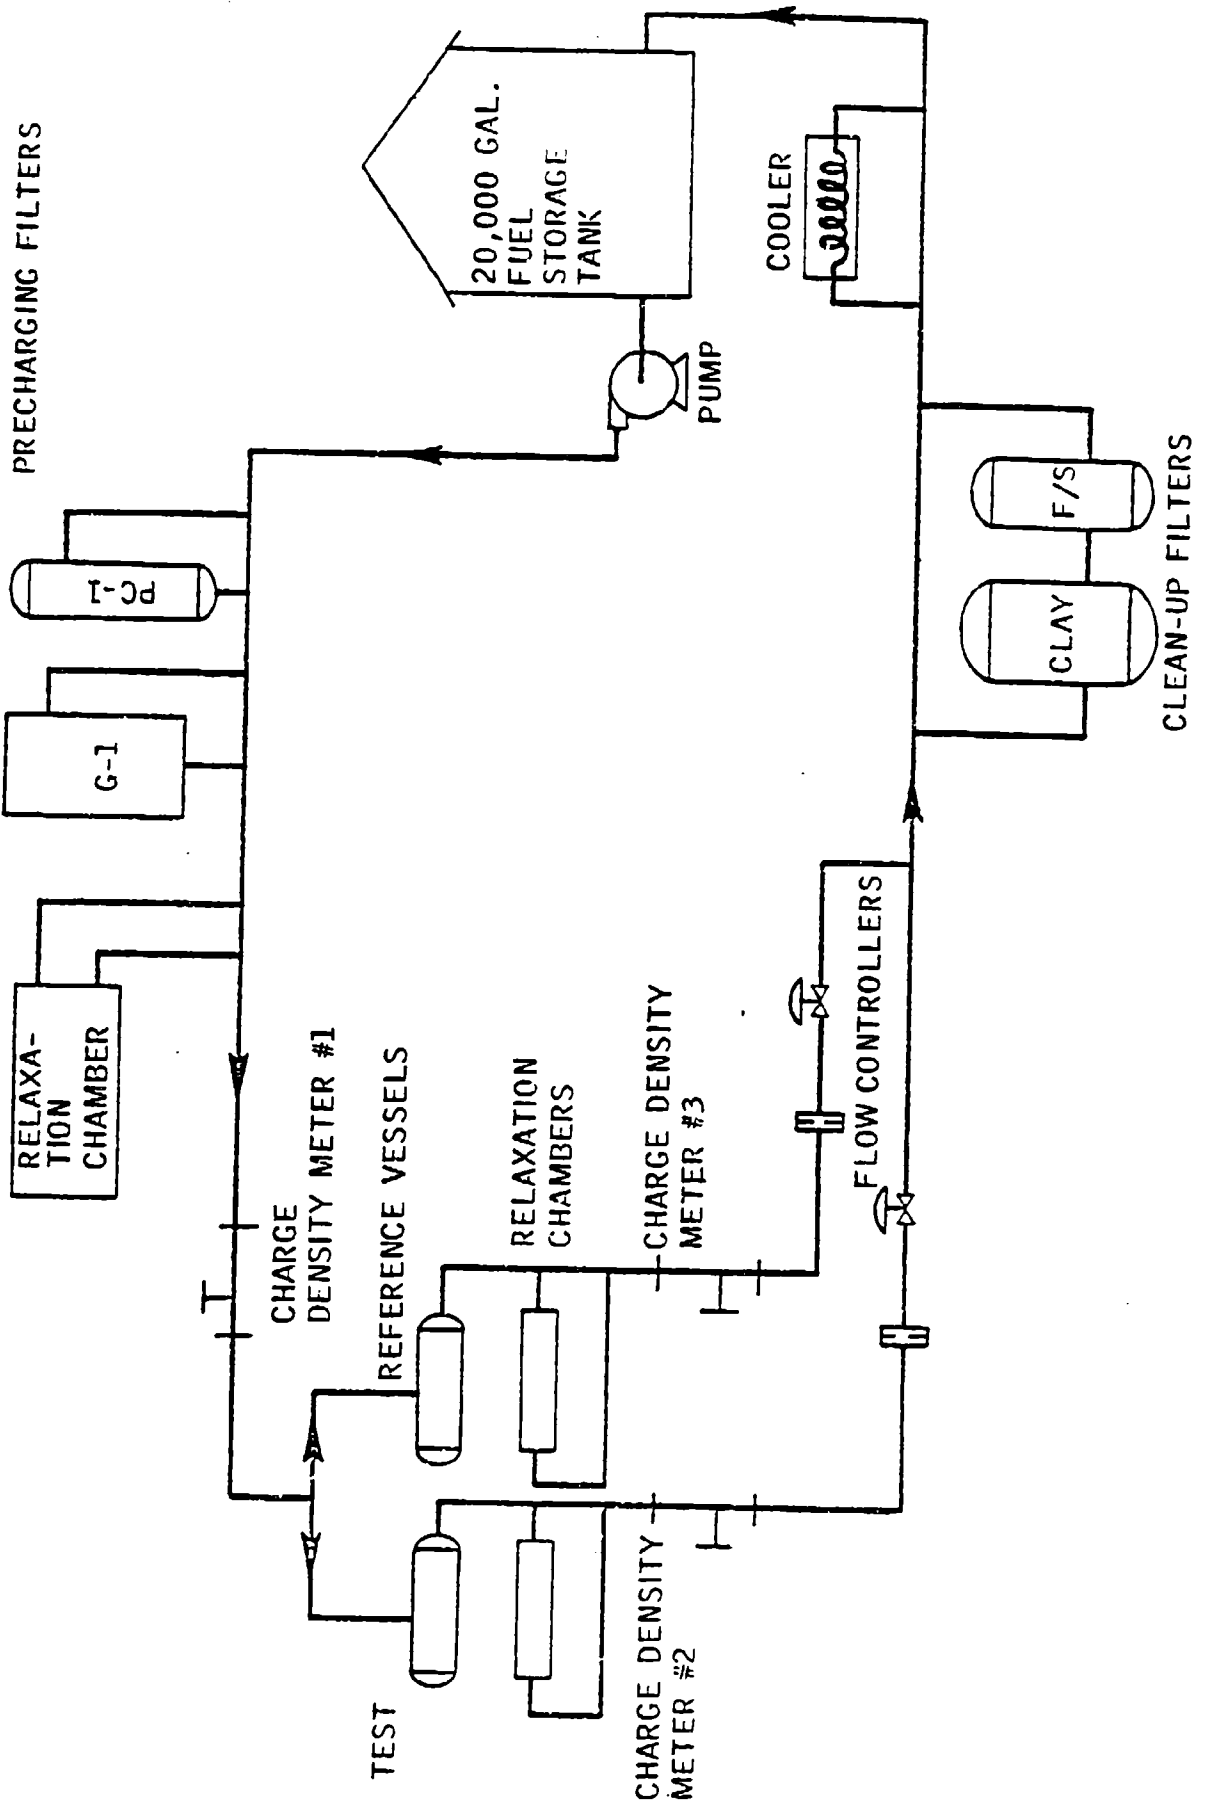 PRECHARGING FILTERS
PC-1
G-1
RELAXA-
TION
CHAMBER
20,000 GAL.
FUEL
STORAGE
TANK
PUMP
COOLER
CHARGE
DENSITY METER #1
REFERENCE VESSELS
TEST
RELAXATION
CHAMBERS
CHARGE DENSITY
METER #3
CHARGE DENSITY
METER #2
FLOW CONTROLLERS
F/S
CLAY
CLEAN-UP FILTERS